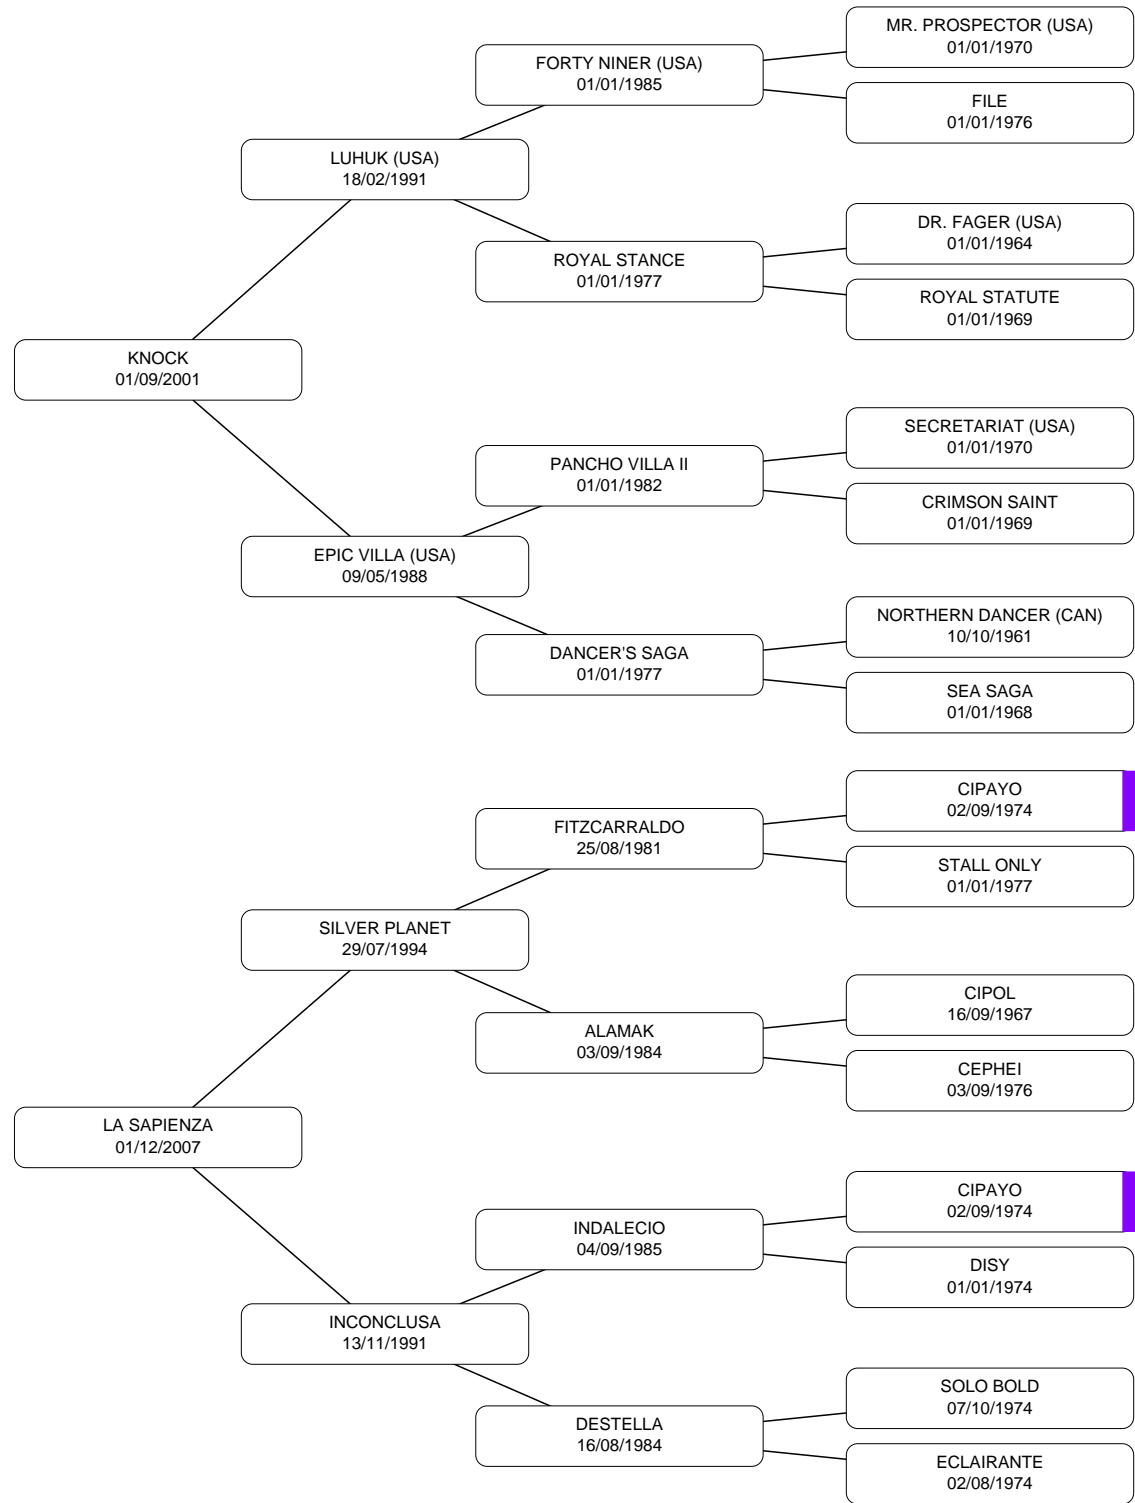 MR. PROSPECTOR (USA)
01/01/1970
FORTY NINER (USA)
01/01/1985
FILE
01/01/1976
LUHUK (USA)
18/02/1991
DR. FAGER (USA)
01/01/1964
ROYAL STANCE
01/01/1977
ROYAL STATUTE
01/01/1969
KNOCK
01/09/2001
SECRETARIAT (USA)
01/01/1970
PANCHO VILLA II
01/01/1982
CRIMSON SAINT
01/01/1969
EPIC VILLA (USA)
09/05/1988
NORTHERN DANCER (CAN)
10/10/1961
DANCER'S SAGA
01/01/1977
SEA SAGA
01/01/1968
CIPAYO
02/09/1974
FITZCARRALDO
25/08/1981
STALL ONLY
01/01/1977
SILVER PLANET
29/07/1994
CIPOL
16/09/1967
ALAMAK
03/09/1984
CEPHEI
03/09/1976
LA SAPIENZA
01/12/2007
CIPAYO
02/09/1974
INDALECIO
04/09/1985
DISY
01/01/1974
INCONCLUSA
13/11/1991
SOLO BOLD
07/10/1974
DESTELLA
16/08/1984
ECLAIRANTE
02/08/1974